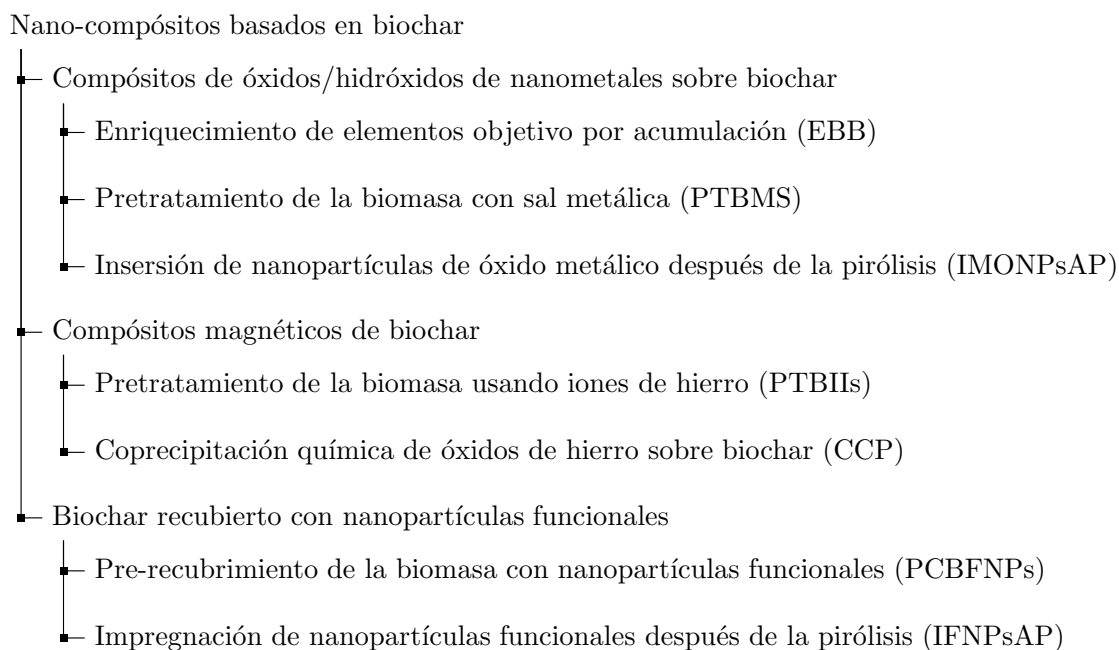 Nano-compósitos basados en biochar
Compósitos de óxidos/hidróxidos de nanometales sobre biochar
Enriquecimiento de elementos objetivo por acumulación (EBB)
Pretratamiento de la biomasa con sal metálica (PTBMS)
Insersión de nanopartículas de óxido metálico después de la pirólisis (IMONPsAP)
Compósitos magnéticos de biochar
Pretratamiento de la biomasa usando iones de hierro (PTBIIs)
Coprecipitación química de óxidos de hierro sobre biochar (CCP)
Biochar recubierto con nanopartículas funcionales
Pre-recubrimiento de la biomasa con nanopartículas funcionales (PCBFNPs)
Impregnación de nanopartículas funcionales después de la pirólisis (IFNPsAP)